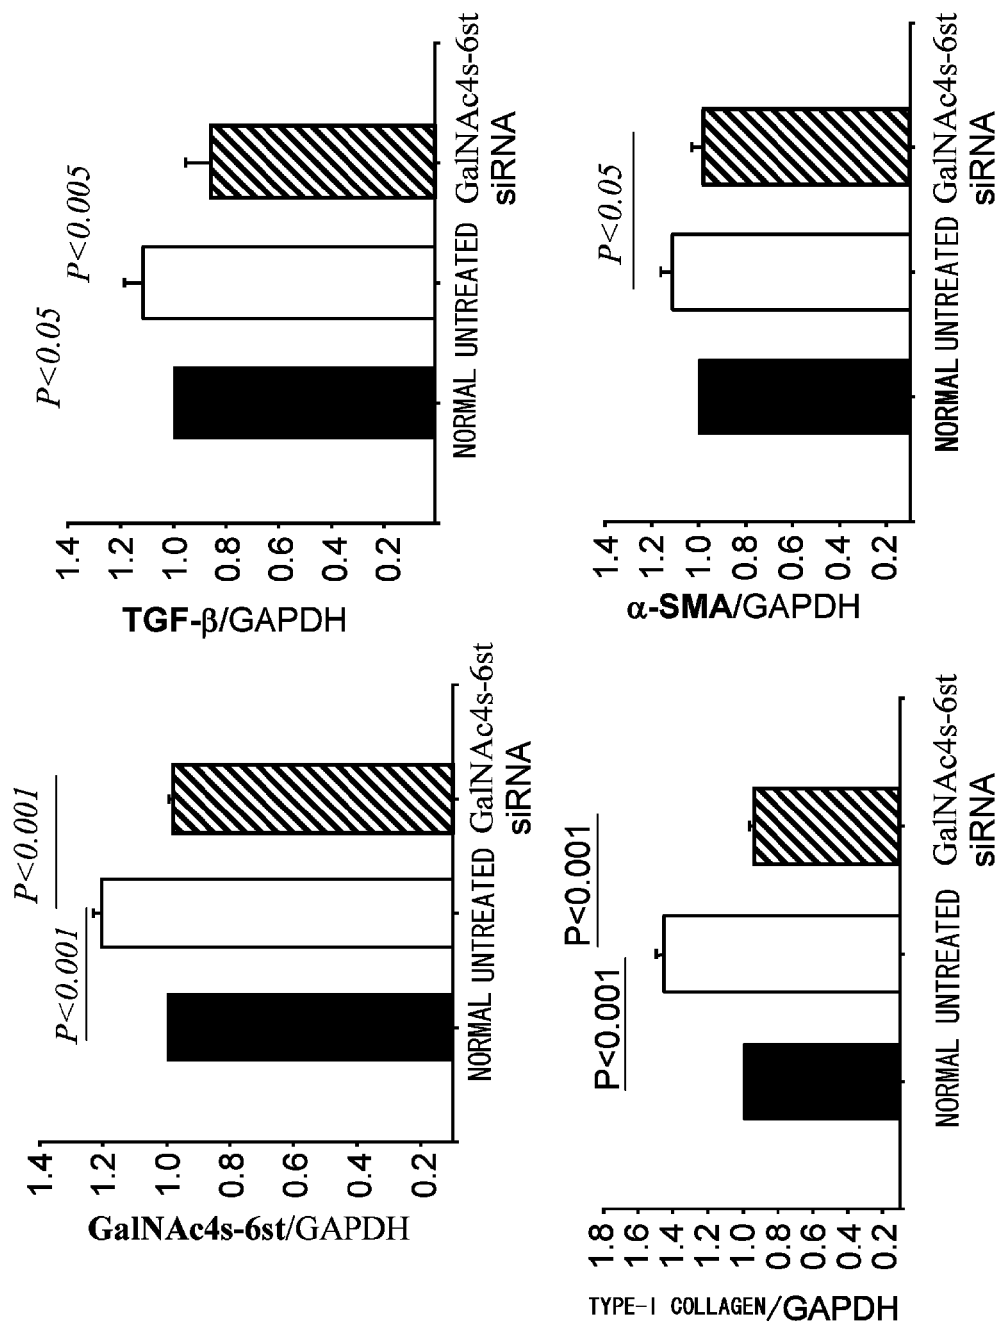 GalNAc4s-6st/GAPDH
1.4
1.2
1.0
0.8
0.6
0.4
0.2
P<0.001
P<0.001
NORMAL UNTREATED GalNAc4s-6st
siRNA
TGF-β/GAPDH
1.4
1.2
1.0
0.8
0.6
0.4
0.2
P<0.05
P<0.005
NORMAL UNTREATED GalNAc4s-6st
siRNA
TYPE-I COLLAGEN/GAPDH
1.8
1.6
1.4
1.2
1.0
0.8
0.6
0.4
0.2
P<0.001
P<0.001
NORMAL UNTREATED GalNAc4s-6st
siRNA
α-SMA/GAPDH
1.4
1.2
1.0
0.8
0.6
0.4
0.2
P<0.05
NORMAL UNTREATED GalNAc4s-6st
siRNA